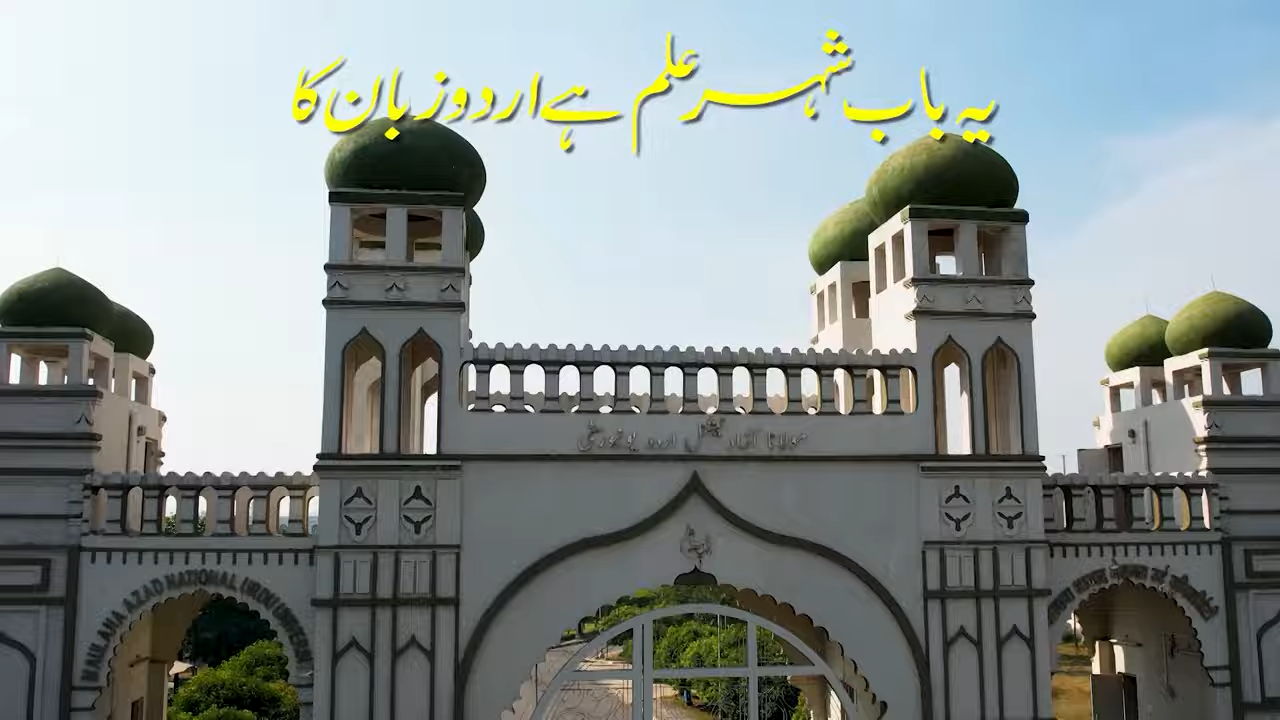 یہ باب شہر علم ہے اردو زبان کا
مولانا آزاد نیشنل اردو یونیورسٹی
MAULANA AZAD NATIONAL URDU UNIVERSITY